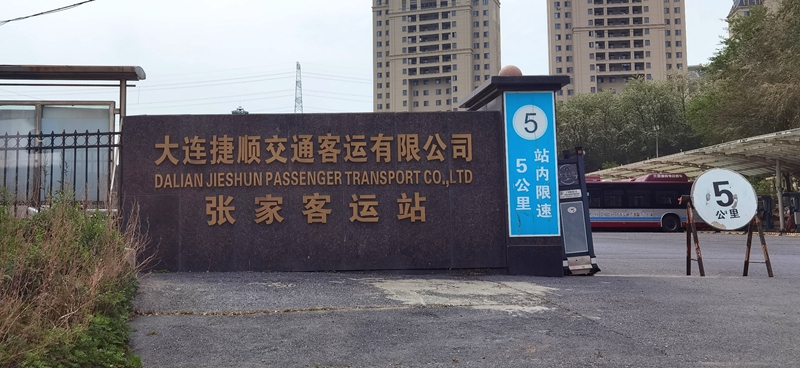 大连捷顺交通客运有限公司
DALIAN JIESHUN PASSENGER TRANSPORT CO.,LTD
张家客运站
5
站内限速
5公里
5
公里